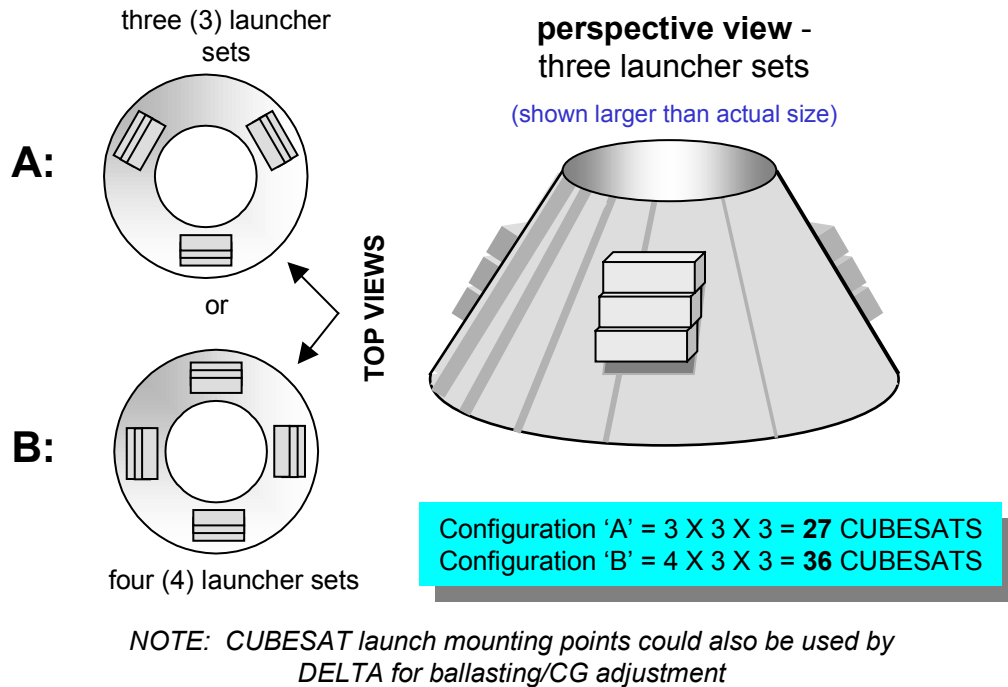 three (3) launcher
sets
A:
or
TOP VIEWS
B:
four (4) launcher sets
perspective view -
three launcher sets
(shown larger than actual size)
Configuration ‘A’ = 3 X 3 X 3 = 27 CUBESATS
Configuration ‘B’ = 4 X 3 X 3 = 36 CUBESATS
NOTE: CUBESAT launch mounting points could also be used by
DELTA for ballasting/CG adjustment